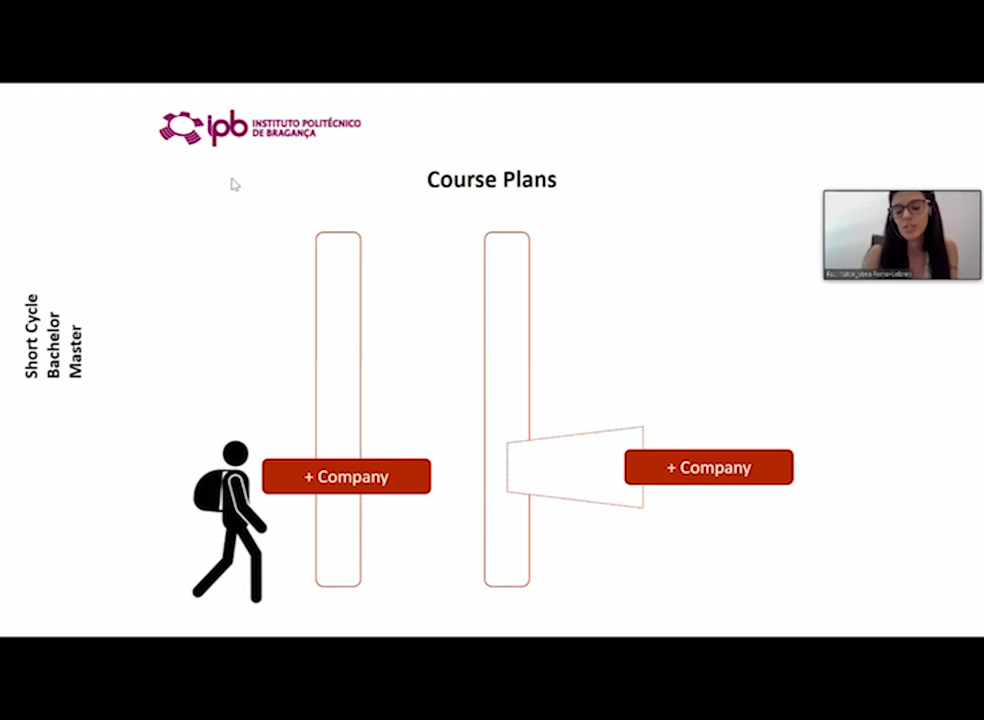 ipb INSTITUTO POLITÉCNICO
DE BRAGANÇA
Course Plans
Short Cycle
Bachelor
Master
+ Company
+ Company